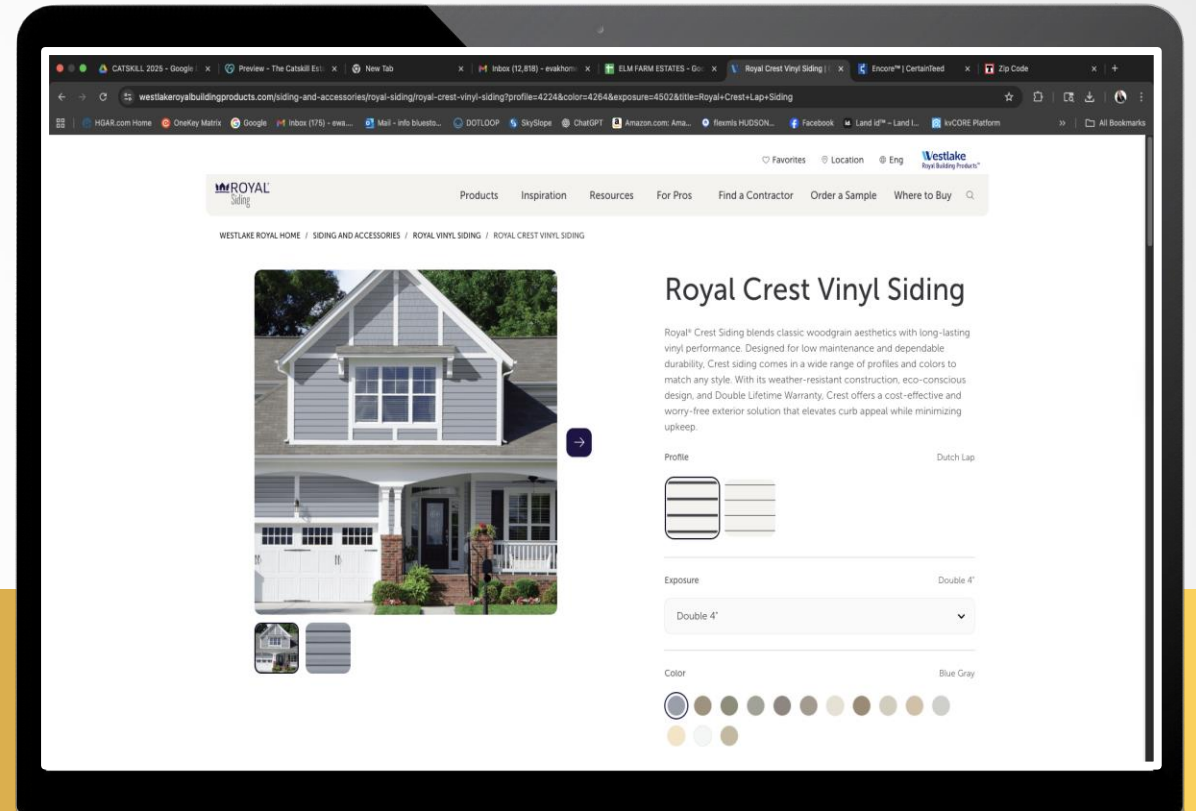 CATSKILL 2025 - Google
Preview - The Catskill Est
New Tab
Inbox (12,818) - evakhom
ELM FARM ESTATES - Go
Royal Crest Vinyl Siding |
Encore™ | CertainTeed
Zip Code
westlakeroyalbuildingproducts.com/siding-and-accessories/royal-siding/royal-crest-vinyl-siding?profile=4224&color=4264&exposure=4502&title=Royal+Crest+Lap+Siding
HGAR.com Home
OneKey Matrix
Google
Inbox (175) - ewa....
Mail - info bluesto...
DOTLOOP
SkySlope
ChatGPT
Amazon.com: Ama...
flexmls HUDSON...
Facebook
Land id™ – Land I...
kvCORE Platform
»
All Bookmarks
Favorites
Location
Eng
Westlake
Royal Building Products™
ROYAL
Siding
Products
Inspiration
Resources
For Pros
Find a Contractor
Order a Sample
Where to Buy
WESTLAKE ROYAL HOME / SIDING AND ACCESSORIES / ROYAL VINYL SIDING / ROYAL CREST VINYL SIDING
Royal Crest Vinyl Siding
Royal® Crest Siding blends classic woodgrain aesthetics with long-lasting
vinyl performance. Designed for low maintenance and dependable
durability, Crest siding comes in a wide range of profiles and colors to
match any style. With its weather-resistant construction, eco-conscious
design, and Double Lifetime Warranty, Crest offers a cost-effective and
worry-free exterior solution that elevates curb appeal while minimizing
upkeep.
Profile
Dutch Lap
Exposure
Double 4"
Double 4"
Color
Blue Gray